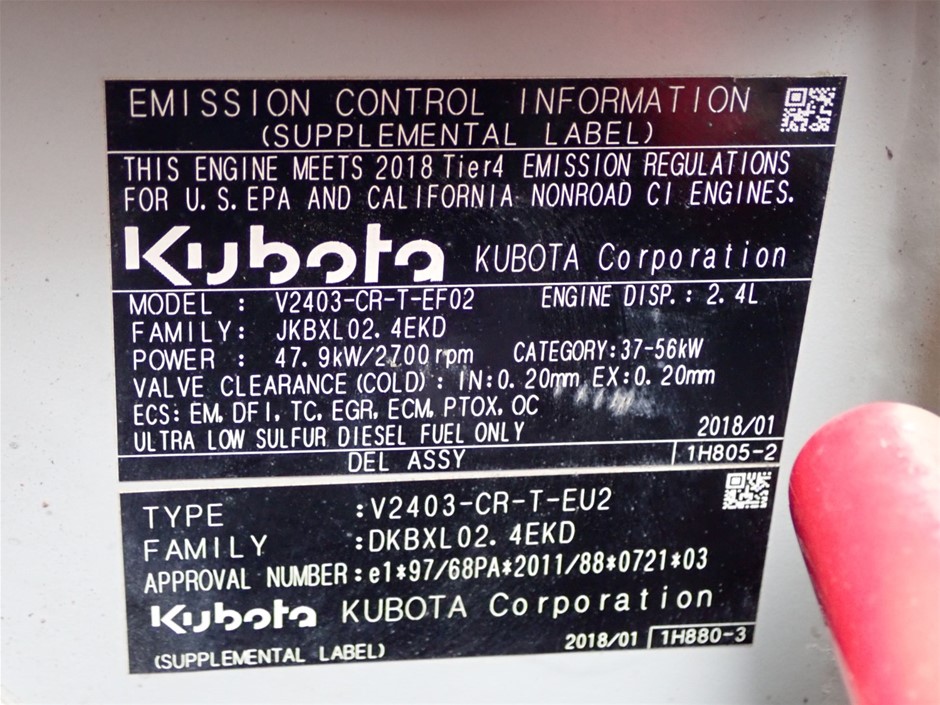 EMISSION CONTROL INFORMATION
(SUPPLEMENTAL LABEL)
THIS ENGINE MEETS 2018 Tier4 EMISSION REGULATIONS
FOR U.S.EPA AND CALIFORNIA NONROAD CI ENGINES.
Kubota KUBOTA Corporation
MODEL : V2403-CR-T-EF02 ENGINE DISP.: 2.4L
FAMILY: JKBXL02.4EKD
POWER : 47.9kW/2700rpm CATEGORY:37-56kW
VALVE CLEARANCE(COLD): IN:0.20mm EX:0.20mm
ECS: EM, DFI, TC, EGR, ECM, PTOX, OC
ULTRA LOW SULFUR DIESEL FUEL ONLY 2018/01
DEL ASSY 1H805-2
TYPE :V2403-CR-T-EU2
FAMILY :DKBXL02.4EKD
APPROVAL NUMBER:e1*97/68PA*2011/88*0721*03
Kubota KUBOTA Corporation
2018/01 1H880-3
(SUPPLEMENTAL LABEL)